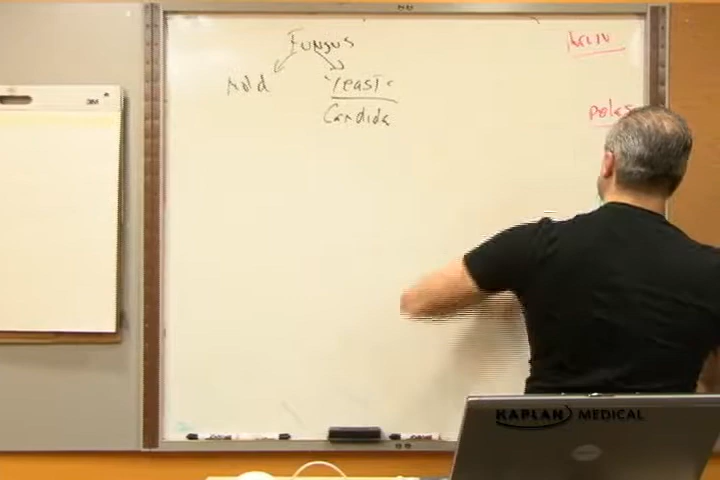 Fungus
Mold Yeast
Candida
3M
KAPLAN MEDICAL